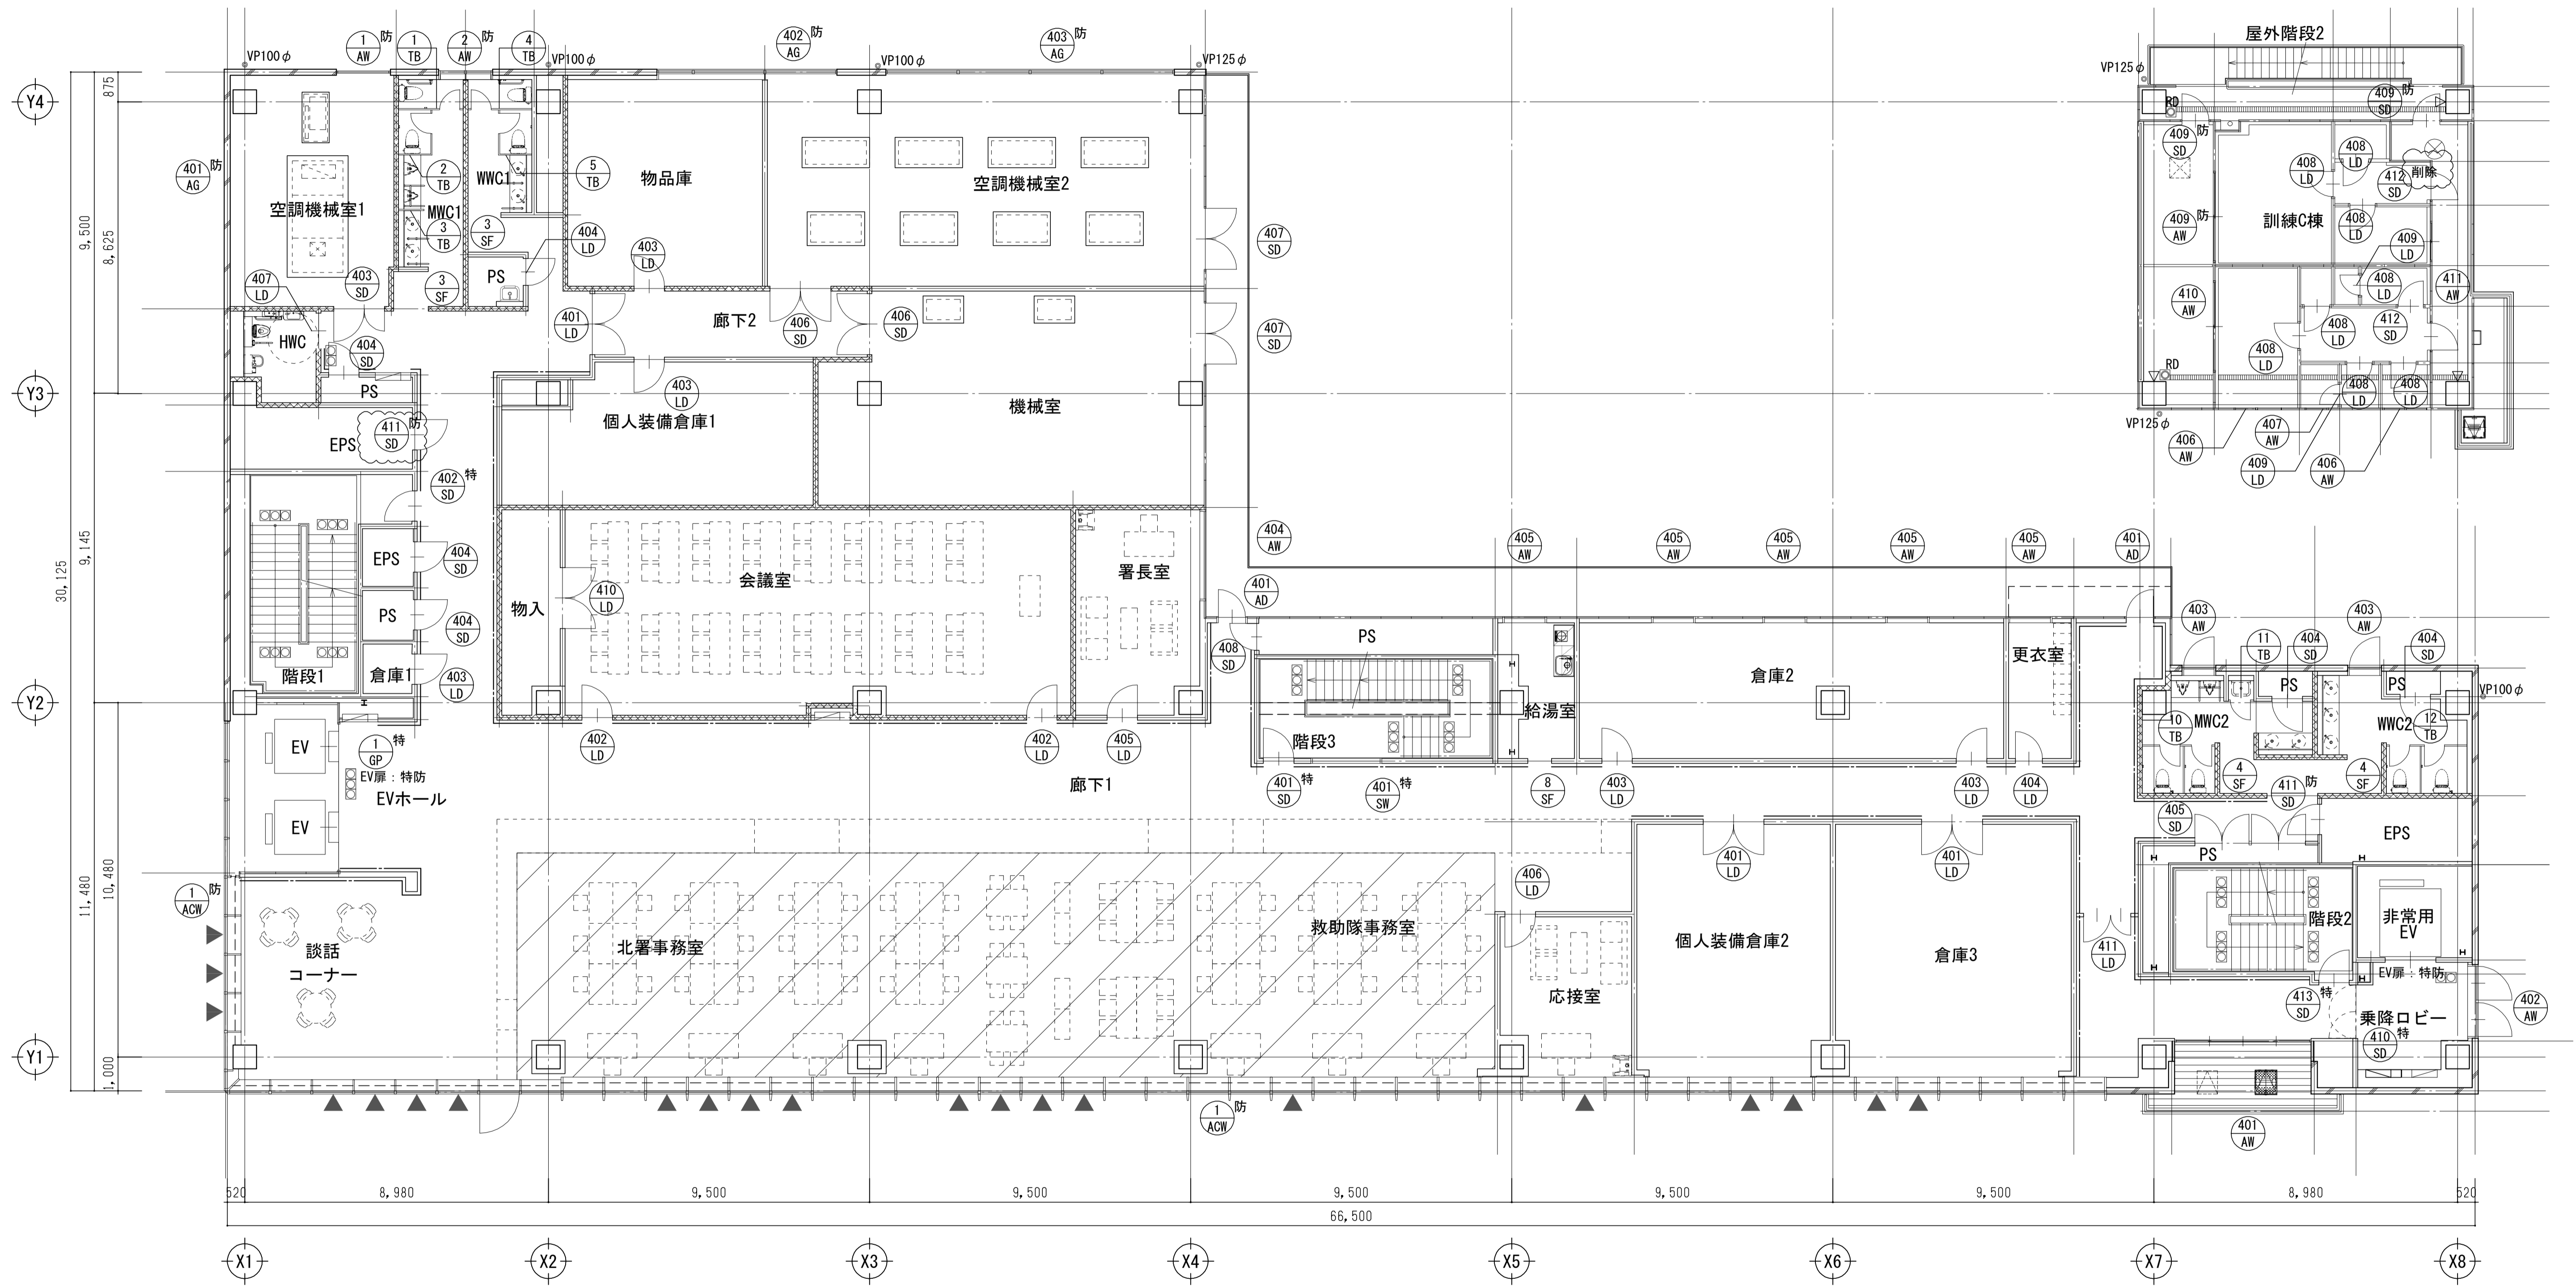 屋外階段2
1 AW 防
1 TB
2 AW 防
4 TB
402 AG 防
403 AG 防
VP100φ
VP100φ
VP100φ
VP125φ
VP125φ
Y4
875
RD
409 SD 防
409 SD 防
401 AG 防
空調機械室1
2 TB
MWC1
3 TB
WWC1
5 TB
物品庫
空調機械室2
408 LD
408 LD
412 SD
削除
訓練C棟
409 AW 防
408 LD
409 LD
9,500
8,625
3 SF
404 LD
403 LD
407 SD
407 LD
403 SD
3 SF
PS
408 LD
411 AW
410 AW
HWC
404 SD
401 LD
廊下2
406 SD
406 SD
407 SD
408 LD
412 SD
408 LD
RD
Y3
PS
403 LD
機械室
408 LD
408 LD
個人装備倉庫1
EPS
411 SD 防
VP125φ
406 AW
407 AW
409 LD
406 AW
402 SD 特
9,145
30,125
404 AW
405 AW
405 AW
405 AW
405 AW
405 AW
401 AD
EPS
404 SD
会議室
署長室
物入
410 LD
401 AD
PS
404 SD
PS
408 SD
403 AW
11 TB
404 SD
403 AW
404 SD
倉庫1
403 LD
階段1
倉庫2
更衣室
PS
PS
VP100φ
Y2
給湯室
MWC2
10 TB
WWC2
12 TB
EV
1 GP 特
EV扉：特防
EVホール
402 LD
402 LD
405 LD
階段3
廊下1
401 SD 特
401 SW 特
8 SF
403 LD
403 LD
404 LD
4 SF
411 SD 防
4 SF
EV
405 SD
EPS
PS
11,480
10,480
1 ACW 防
401 LD
401 LD
406 LD
談話
コーナー
北署事務室
救助隊事務室
個人装備倉庫2
倉庫3
411 LD
階段2
非常用
EV
EV扉：特防
応接室
413 SD 特
乗降ロビー
402 AW
410 SD 特
Y1
1,000
1 ACW 防
401 AW
520
8,980
9,500
9,500
9,500
9,500
9,500
8,980
520
66,500
X1
X2
X3
X4
X5
X6
X7
X8